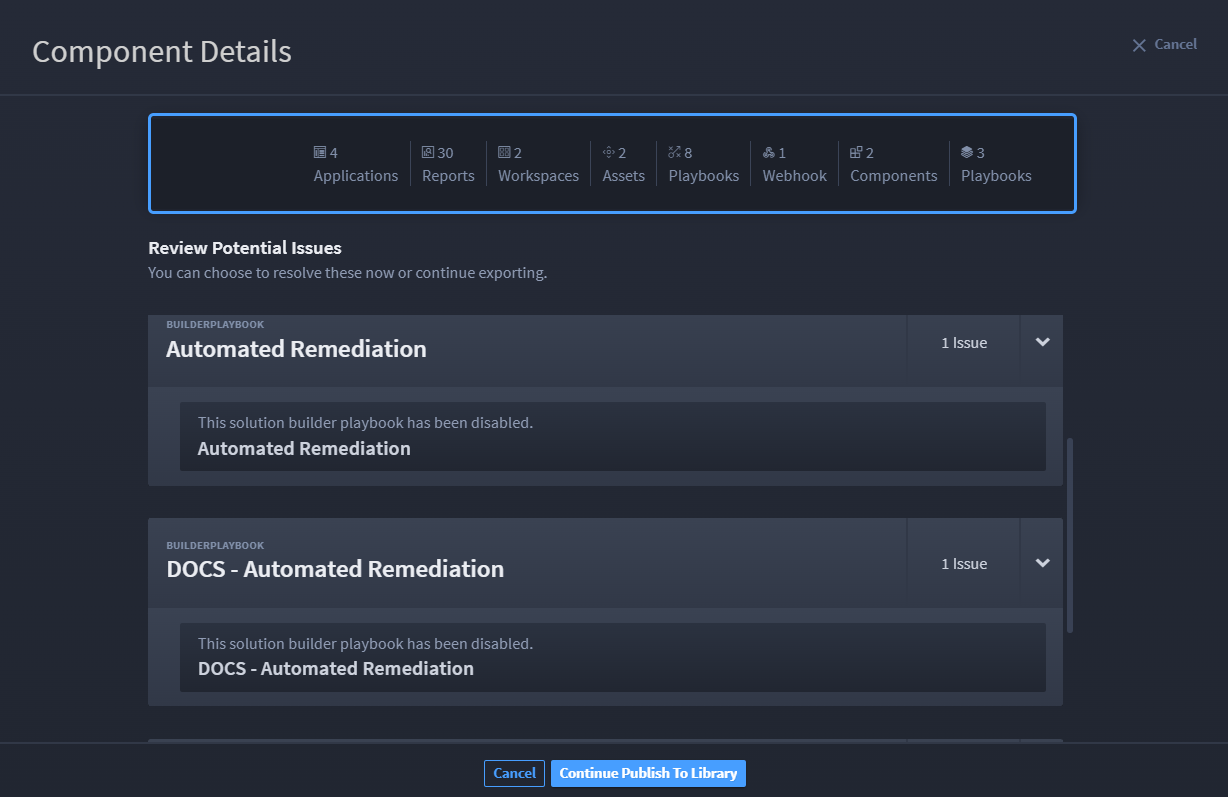 Component Details
Cancel
4 Applications
30 Reports
2 Workspaces
2 Assets
8 Playbooks
1 Webhook
2 Components
3 Playbooks
Review Potential Issues
You can choose to resolve these now or continue exporting.
BUILDERPLAYBOOK
Automated Remediation
1 Issue
This solution builder playbook has been disabled.
Automated Remediation
BUILDERPLAYBOOK
DOCS - Automated Remediation
1 Issue
This solution builder playbook has been disabled.
DOCS - Automated Remediation
Cancel
Continue Publish To Library